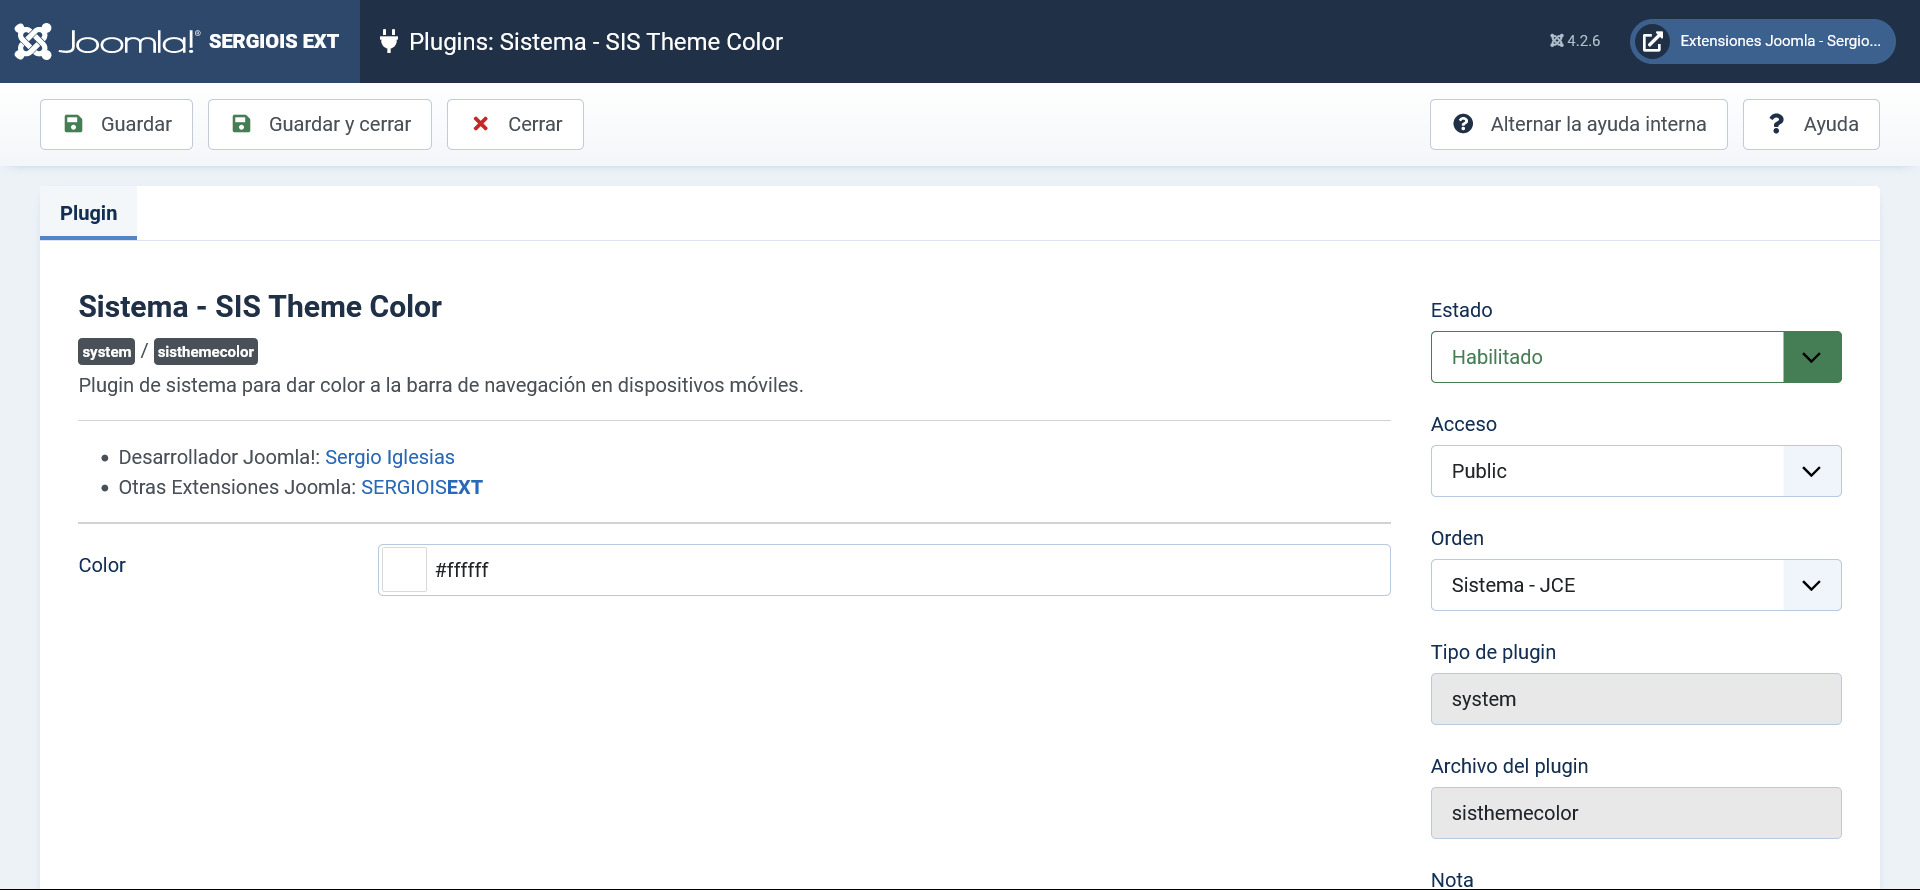 Joomla!® SERGIOIS EXT
Plugins: Sistema - SIS Theme Color
4.2.6
Extensiones Joomla - Sergio...
Guardar
Guardar y cerrar
Cerrar
Alternar la ayuda interna
Ayuda
Plugin
Sistema - SIS Theme Color
system / sisthemecolor
Plugin de sistema para dar color a la barra de navegación en dispositivos móviles.
Desarrollador Joomla!: Sergio Iglesias
Otras Extensiones Joomla: SERGIOISEXT
Color
#ffffff
Estado
Habilitado
Acceso
Public
Orden
Sistema - JCE
Tipo de plugin
system
Archivo del plugin
sisthemecolor
Nota